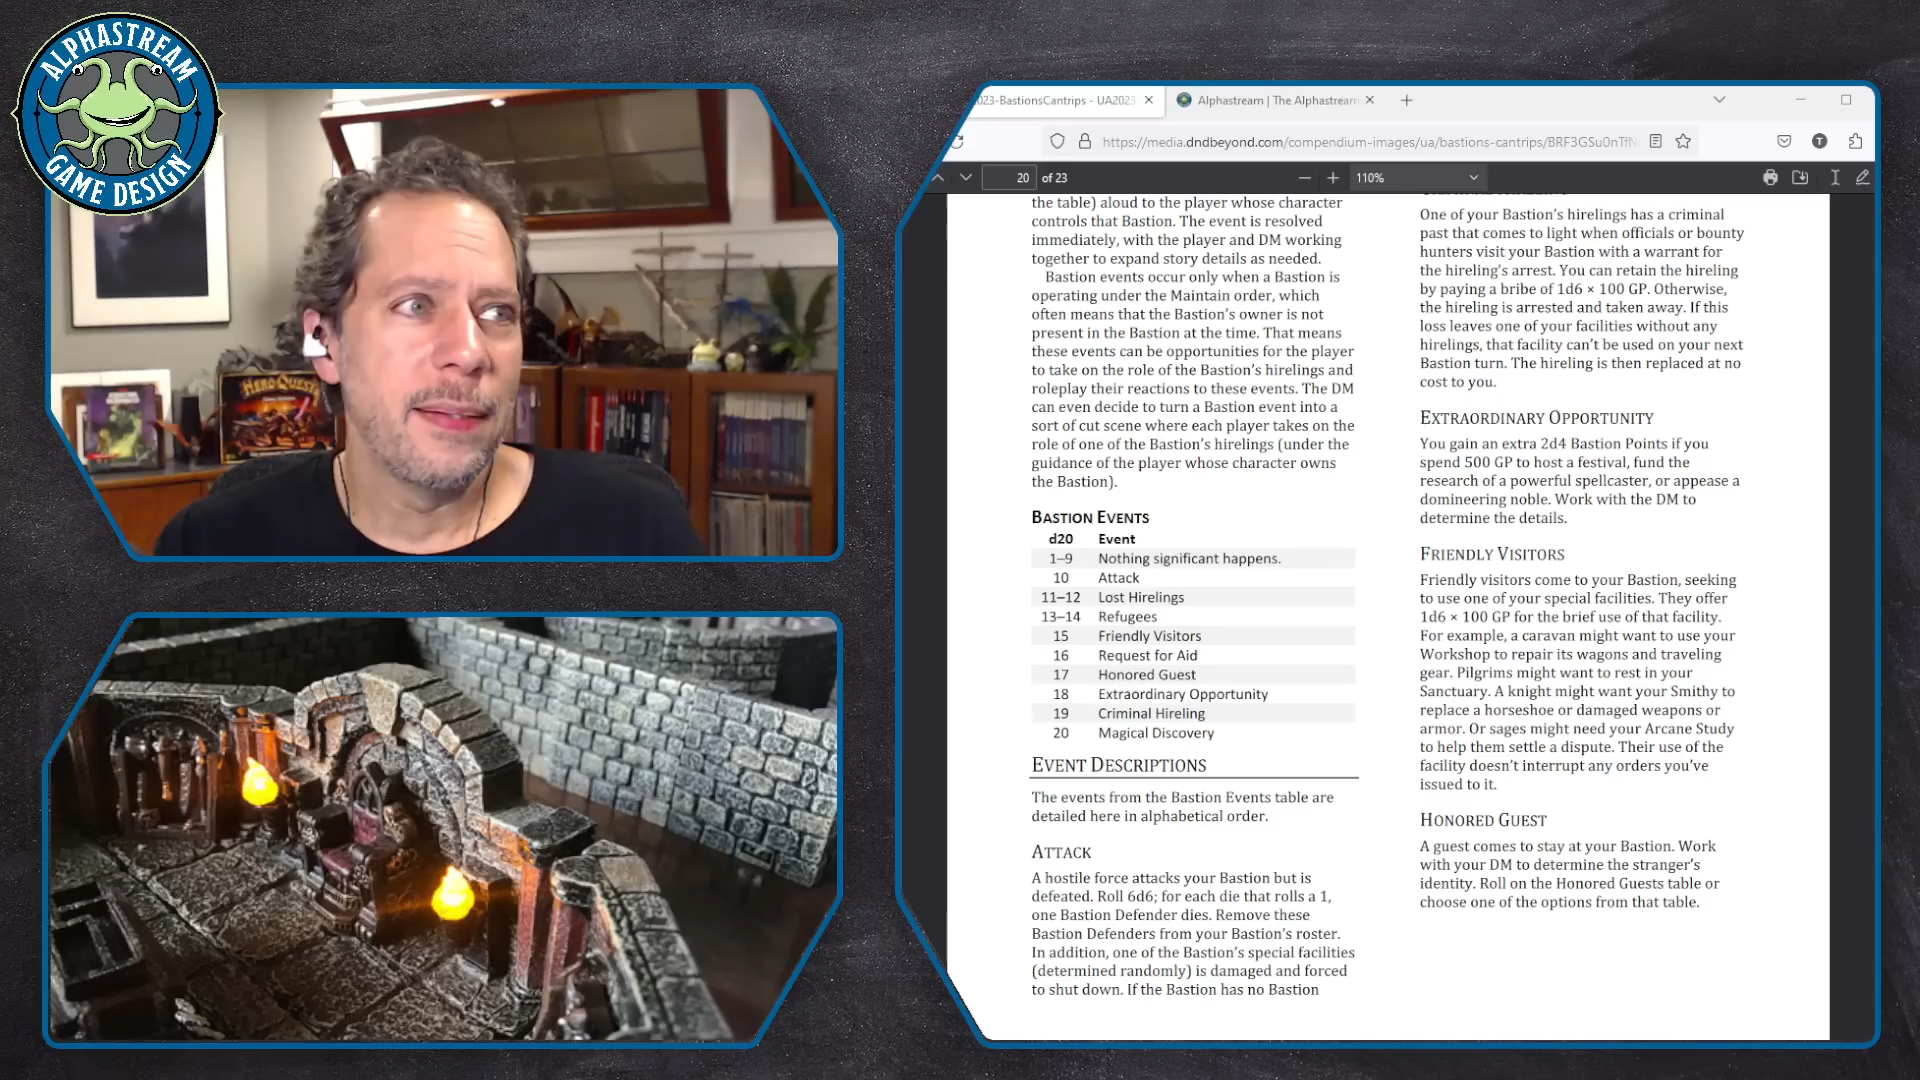 ALPHASTREAM
GAME DESIGN
HEROQUEST
023-BastionsCantrips - UA2023
Alphastream | The Alphastream
https://media.dndbeyond.com/compendium-images/ua/bastions-cantrips/BRF3GSu0nTfN
20 of 23
110%
the table) aloud to the player whose character
controls that Bastion. The event is resolved
immediately, with the player and DM working
together to expand story details as needed.
Bastion events occur only when a Bastion is
operating under the Maintain order, which
often means that the Bastion's owner is not
present in the Bastion at the time. That means
these events can be opportunities for the player
to take on the role of the Bastion's hirelings and
roleplay their reactions to these events. The DM
can even decide to turn a Bastion event into a
sort of cut scene where each player takes on the
role of one of the Bastion's hirelings (under the
guidance of the player whose character owns
the Bastion).
BASTION EVENTS
d20 Event
1–9 Nothing significant happens.
10 Attack
11–12 Lost Hirelings
13–14 Refugees
15 Friendly Visitors
16 Request for Aid
17 Honored Guest
18 Extraordinary Opportunity
19 Criminal Hireling
20 Magical Discovery
EVENT DESCRIPTIONS
The events from the Bastion Events table are
detailed here in alphabetical order.
ATTACK
A hostile force attacks your Bastion but is
defeated. Roll 6d6; for each die that rolls a 1,
one Bastion Defender dies. Remove these
Bastion Defenders from your Bastion's roster.
In addition, one of the Bastion's special facilities
(determined randomly) is damaged and forced
to shut down. If the Bastion has no Bastion
One of your Bastion's hirelings has a criminal
past that comes to light when officials or bounty
hunters visit your Bastion with a warrant for
the hireling's arrest. You can retain the hireling
by paying a bribe of 1d6 × 100 GP. Otherwise,
the hireling is arrested and taken away. If this
loss leaves one of your facilities without any
hirelings, that facility can't be used on your next
Bastion turn. The hireling is then replaced at no
cost to you.
EXTRAORDINARY OPPORTUNITY
You gain an extra 2d4 Bastion Points if you
spend 500 GP to host a festival, fund the
research of a powerful spellcaster, or appease a
domineering noble. Work with the DM to
determine the details.
FRIENDLY VISITORS
Friendly visitors come to your Bastion, seeking
to use one of your special facilities. They offer
1d6 × 100 GP for the brief use of that facility.
For example, a caravan might want to use your
Workshop to repair its wagons and traveling
gear. Pilgrims might want to rest in your
Sanctuary. A knight might want your Smithy to
replace a horseshoe or damaged weapons or
armor. Or sages might need your Arcane Study
to help them settle a dispute. Their use of the
facility doesn't interrupt any orders you've
issued to it.
HONORED GUEST
A guest comes to stay at your Bastion. Work
with your DM to determine the stranger's
identity. Roll on the Honored Guests table or
choose one of the options from that table.